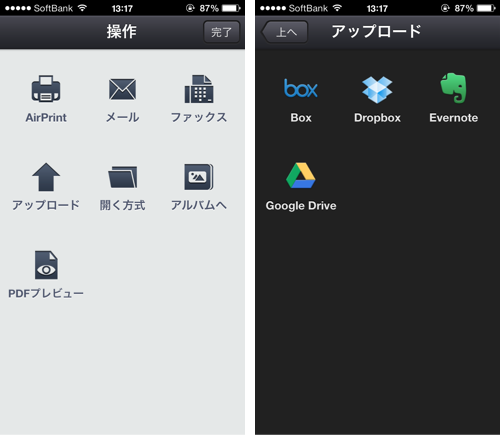 SoftBank 13:17 87%
操作
完了
AirPrint
メール
ファックス
アップロード
開く方式
アルバムへ
PDFプレビュー
SoftBank 13:17 87%
上へ
アップロード
box
Box
Dropbox
Evernote
Google Drive